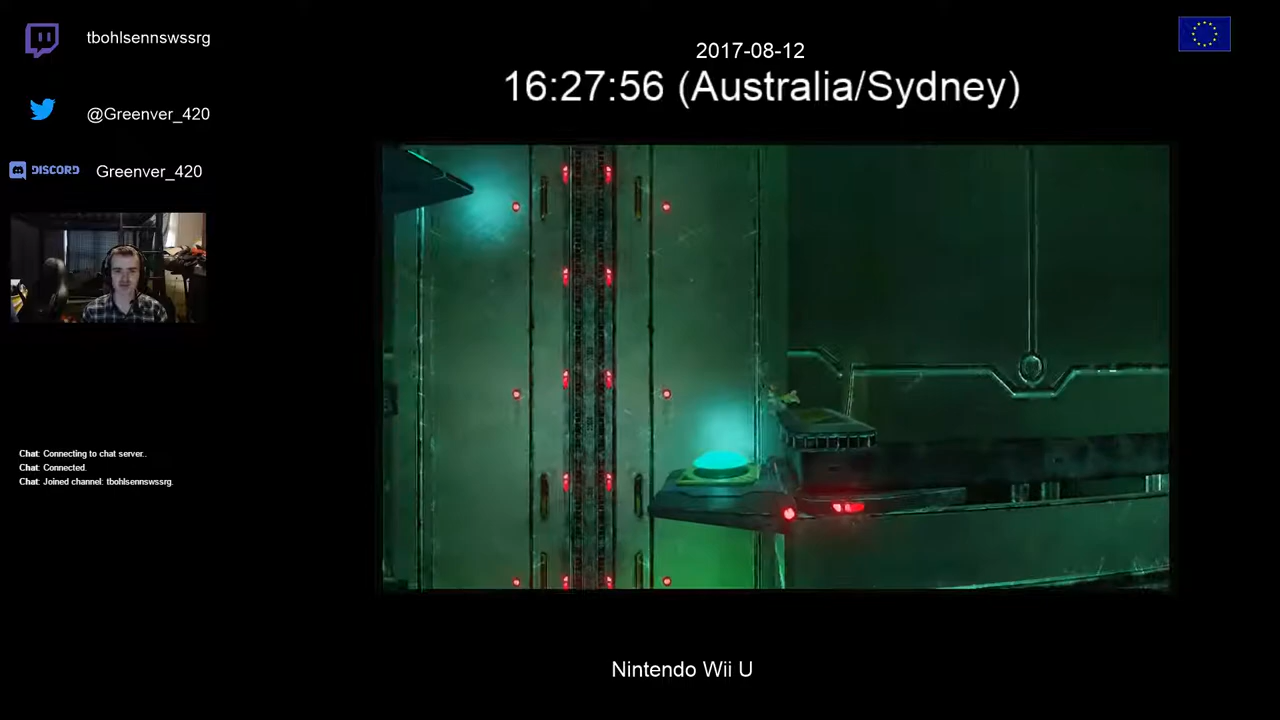 tbohlsennswssrg
@Greenver_420
DISCORD Greenver_420
2017-08-12
16:27:56 (Australia/Sydney)
Chat: Connecting to chat server..
Chat: Connected.
Chat: Joined channel: tbohlsennswssrg.
Nintendo Wii U